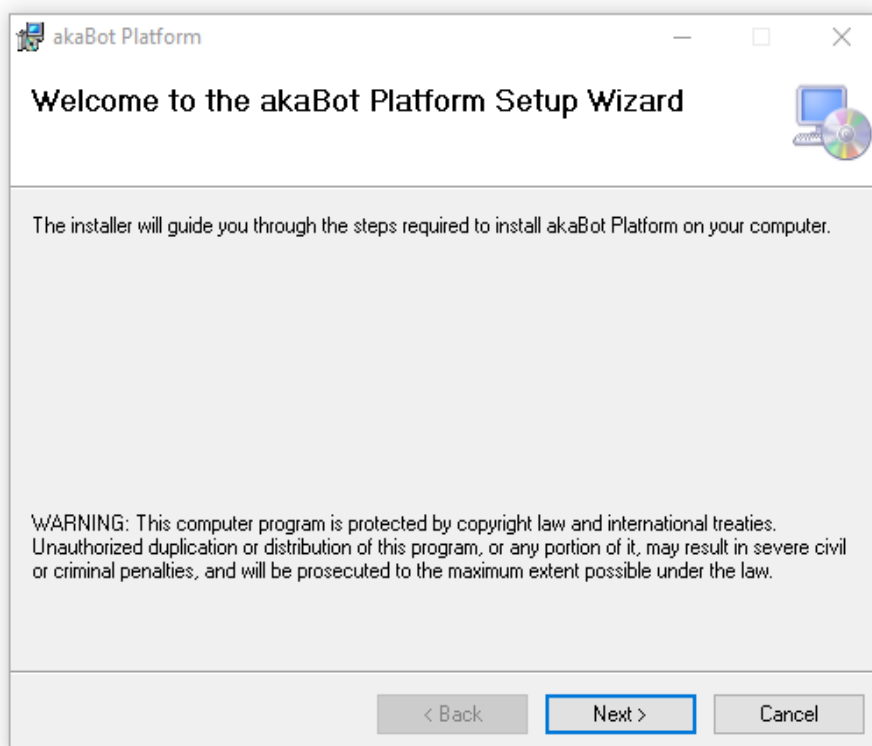 akaBot Platform
Welcome to the akaBot Platform Setup Wizard
The installer will guide you through the steps required to install akaBot Platform on your computer.
WARNING: This computer program is protected by copyright law and international treaties.
Unauthorized duplication or distribution of this program, or any portion of it, may result in severe civil
or criminal penalties, and will be prosecuted to the maximum extent possible under the law.
< Back Next > Cancel